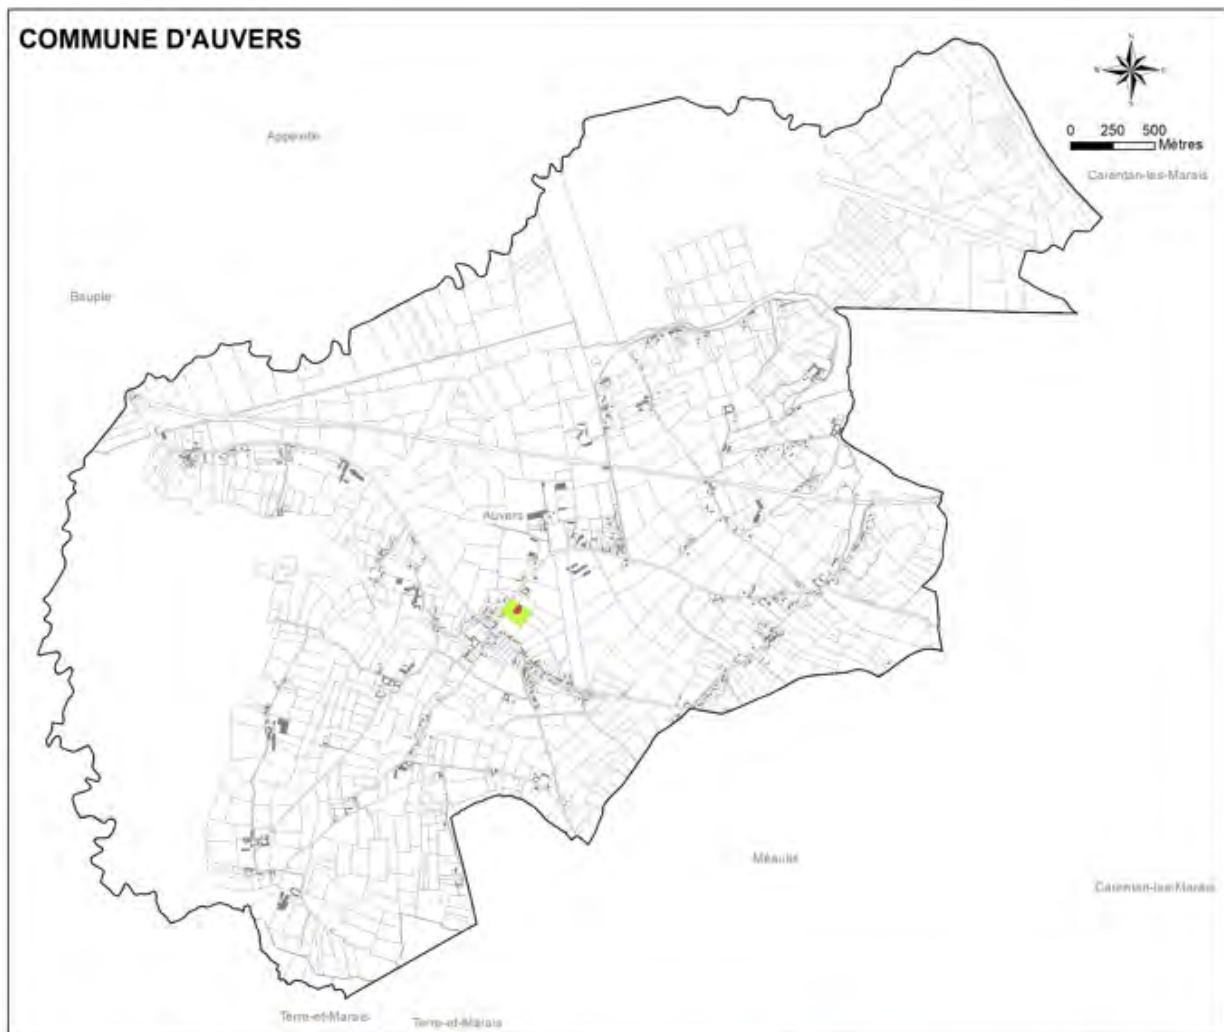 COMMUNE D'AUVERS
N
0 250 500
Mètres
Appeville
Carentan-les-Marais
Baupte
Auvers
Méautis
Carentan-les-Marais
Terre-et-Marais
Terre-et-Marais